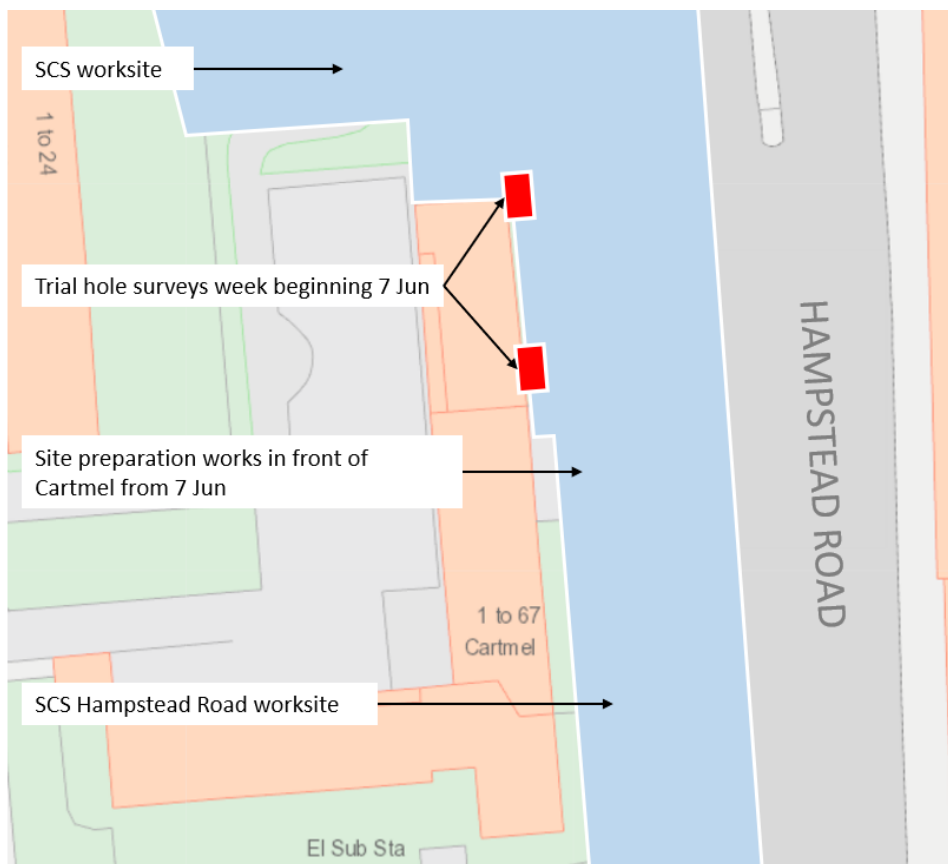 SCS worksite
1 to 24
Trial hole surveys week beginning 7 Jun
HAMPSTEAD ROAD
Site preparation works in front of
Cartmel from 7 Jun
1 to 67
Cartmel
SCS Hampstead Road worksite
El Sub Sta